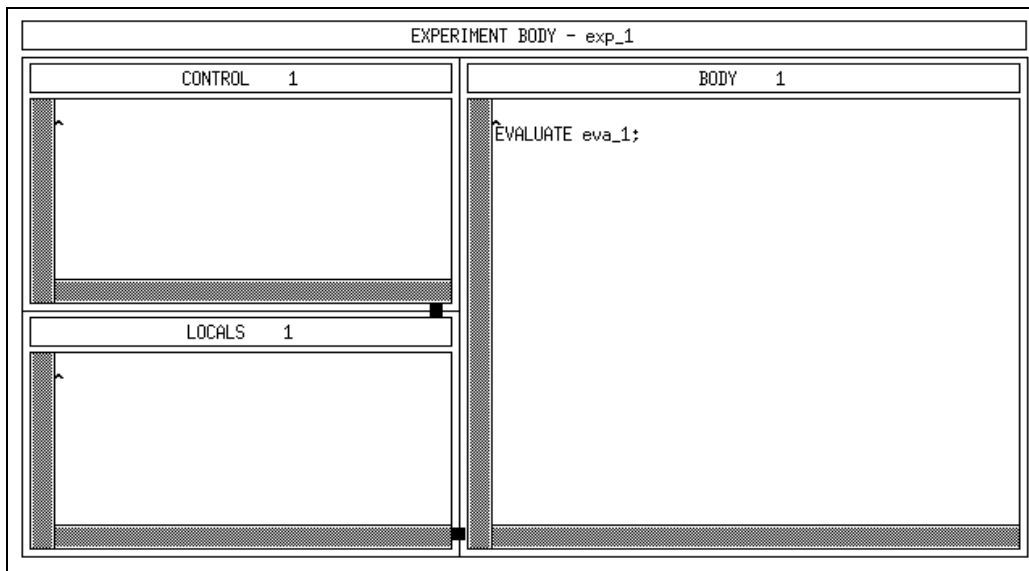 EXPERIMENT BODY - exp_1
CONTROL 1
BODY 1
EVALUATE eva_1;
LOCALS 1